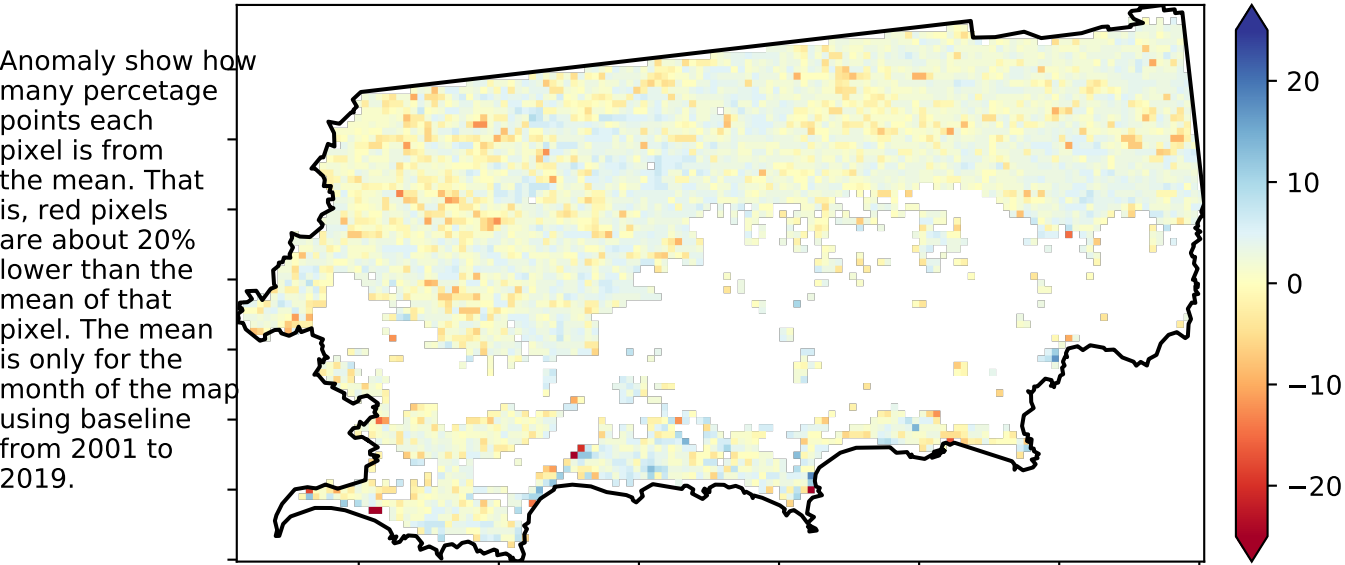 Anomaly show how
many percetage
points each
pixel is from
the mean. That
is, red pixels
are about 20%
lower than the
mean of that
pixel. The mean
is only for the
month of the map
using baseline
from 2001 to
2019.
20
10
0
−10
−20